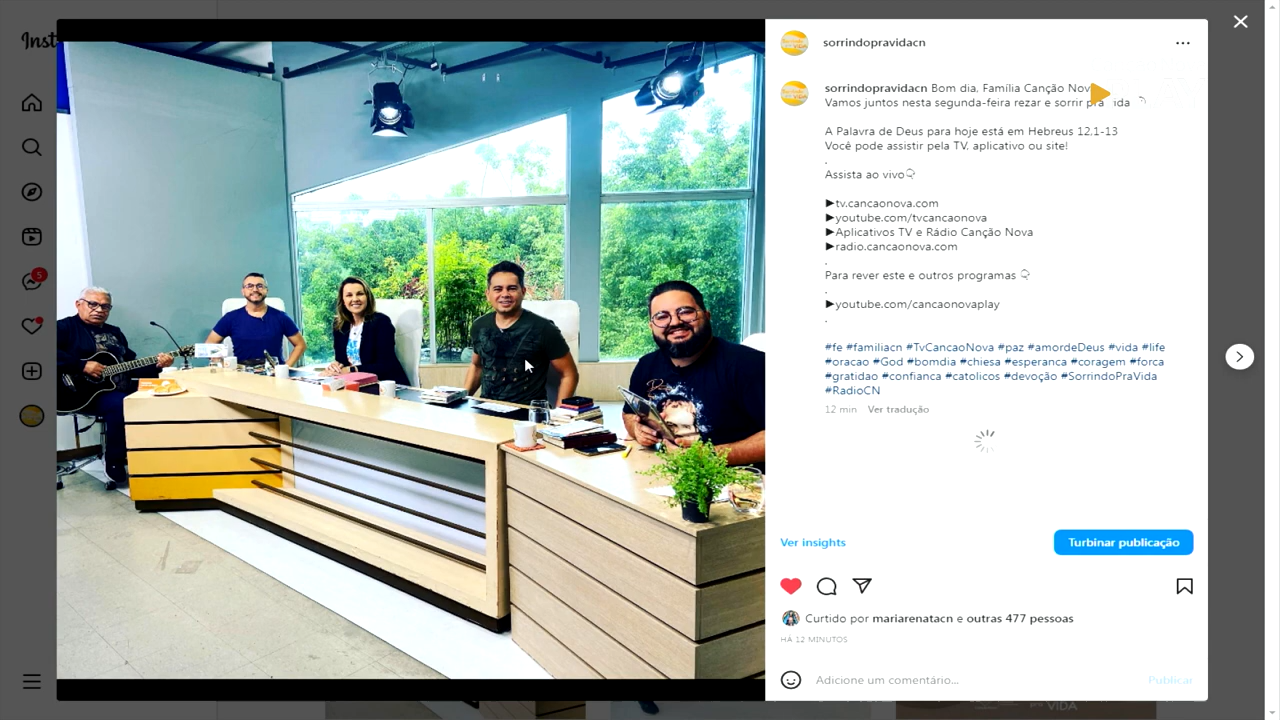 Inst
sorrindopravidacn
sorrindopravidacn Bom dia, Família Canção Nov
Vamos juntos nesta segunda-feira rezar e sorrir pra ida
A Palavra de Deus para hoje está em Hebreus 12,1-13
Você pode assistir pela TV, aplicativo ou site!
.
Assista ao vivo
►tv.cancaonova.com
►youtube.com/tvcancaonova
►Aplicativos TV e Rádio Canção Nova
►radio.cancaonova.com
.
Para rever este e outros programas
.
►youtube.com/cancaonovaplay
.
#fe #familiacn #TvCancaoNova #paz #amordeDeus #vida #life
#oracao #God #bomdia #chiesa #esperanca #coragem #forca
#gratidao #confianca #catolicos #devoção #SorrindoPraVida
#RadioCN
12 min Ver tradução
5
Ver insights
Turbinar publicação
Curtido por mariarenatacn e outras 477 pessoas
HÁ 12 MINUTOS
Adicione um comentário...
Publicar
VIDA